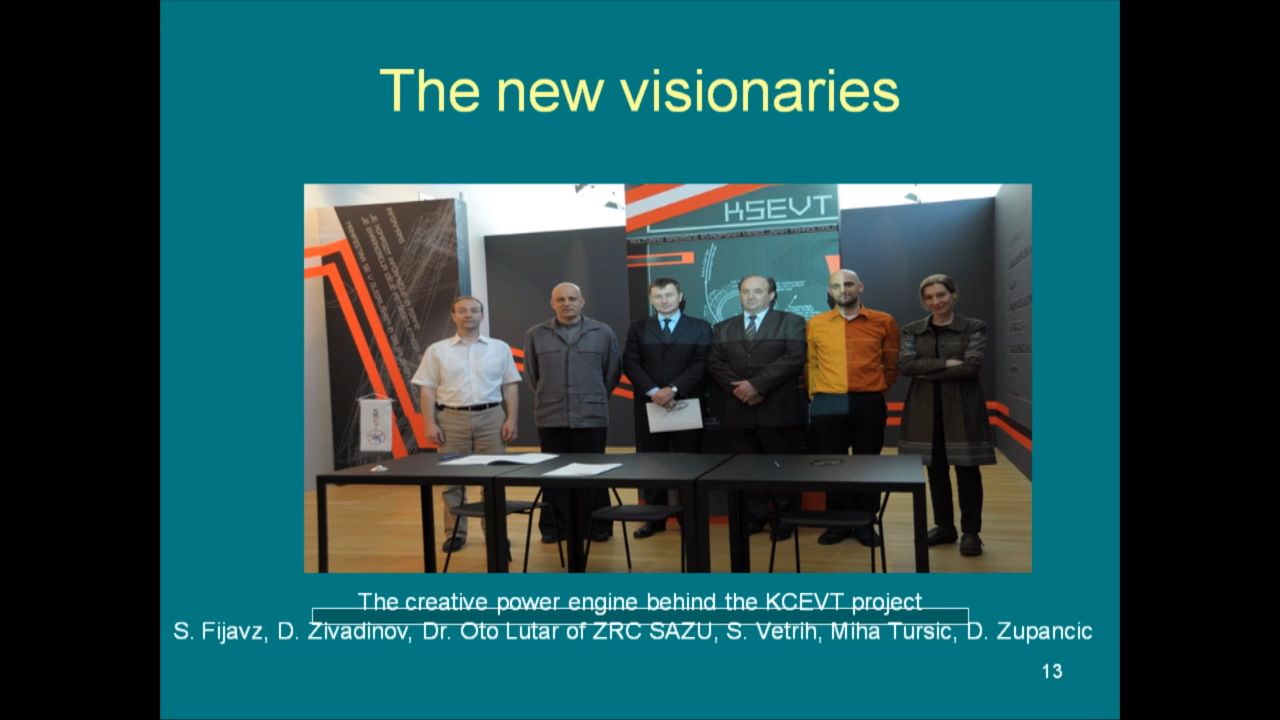 The new visionaries
KSEVT
The creative power engine behind the KCEVT project
S. Fijavz, D. Zivadinov, Dr. Oto Lutar of ZRC SAZU, S. Vetrih, Miha Tursic, D. Zupancic
13